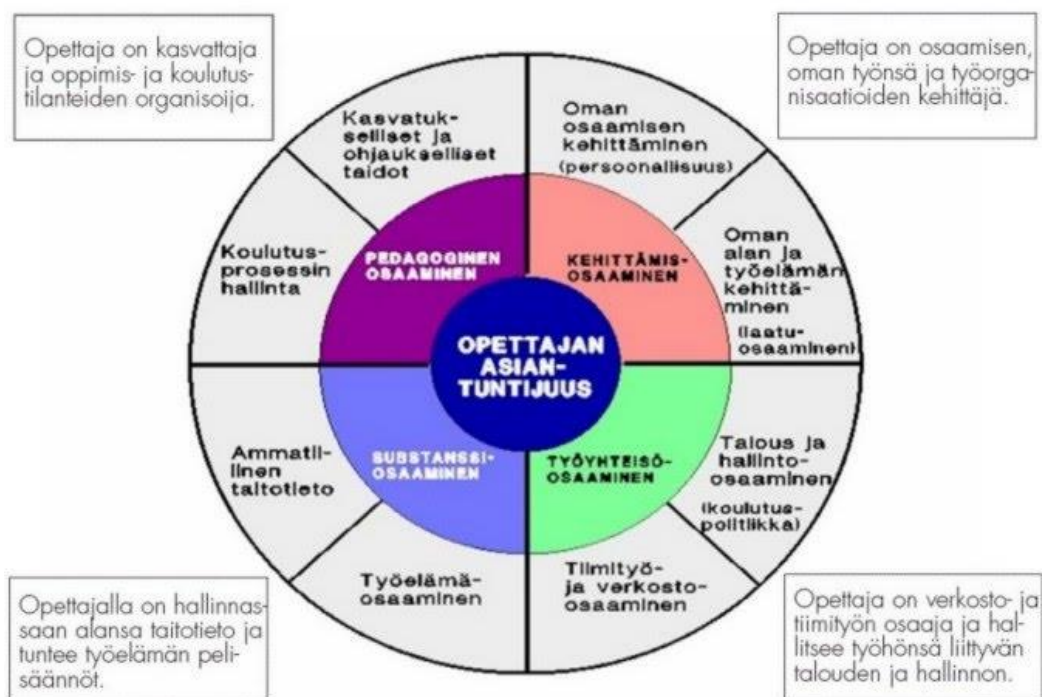 Opettaja on kasvattaja
ja oppimis- ja koulutus-
tilanteiden organisoija.
Opettaja on osaamisen,
oman työnsä ja työorga-
nisaatioiden kehittäjä.
Kasvatuk-
selliset ja
ohjaukselliset
taidot
Oman
osaamisen
kehittäminen
(persoonallisuus)
Koulutus-
prosessin
hallinta
PEDAGOGINEN
OSAAMINEN
KEHITTÄMIS-
OSAAMINEN
Oman
alan ja
työelämän
kehittä-
minen
(laatu-
osaaminen)
OPETTAJAN
ASIAN-
TUNTIJUUS
Ammatil-
linen
taitotieto
SUBSTANSSI-
OSAAMINEN
TYÖYHTEISÖ-
OSAAMINEN
Talous ja
hallinto-
osaaminen
(koulutus-
politiikka)
Työelämä-
osaaminen
Tiimityö-
ja verkosto-
osaaminen
Opettajalla on hallinnas-
saan alansa taitotieto ja
tuntee työelämän peli-
säännöt.
Opettaja on verkosto- ja
tiimityön osaaja ja hal-
litsee työhönsä liittyvän
talouden ja hallinnon.